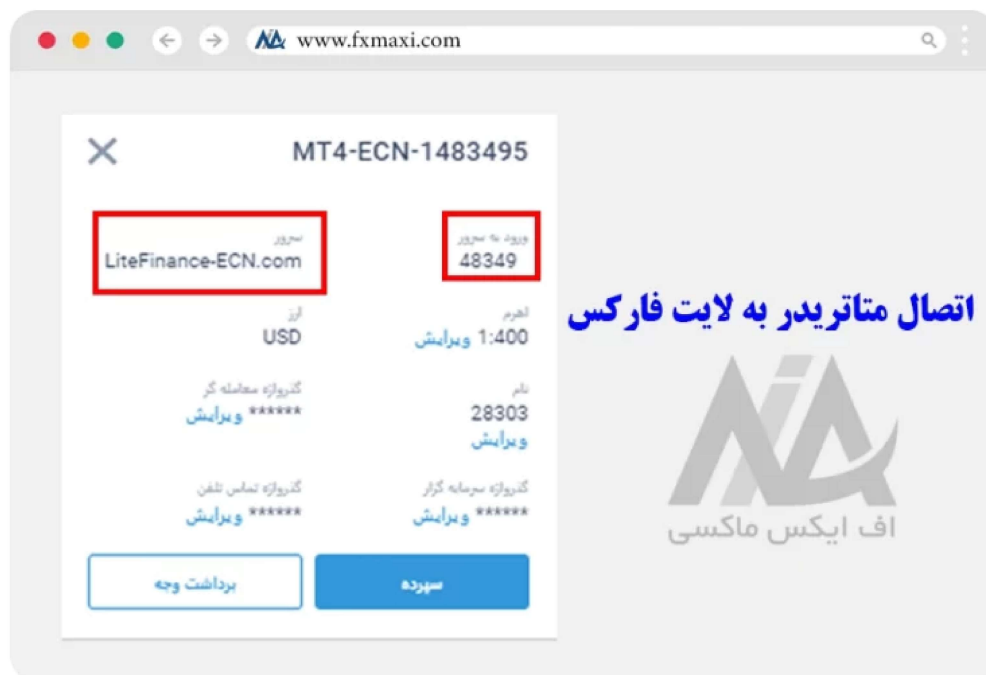 www.fxmaxi.com
MT4-ECN-1483495
ورود به سرور
48349
سرور
LiteFinance-ECN.com
اهرم
1:400 ویرایش
ارز
USD
نام
28303
ویرایش
گذرواژه معامله گر
****** ویرایش
گذرواژه سرمایه گزار
****** ویرایش
گذرواژه تماس تلفن
****** ویرایش
سپرده
برداشت وجه
اتصال متاتریدر به لایت فارکس
اف ایکس ماکسی